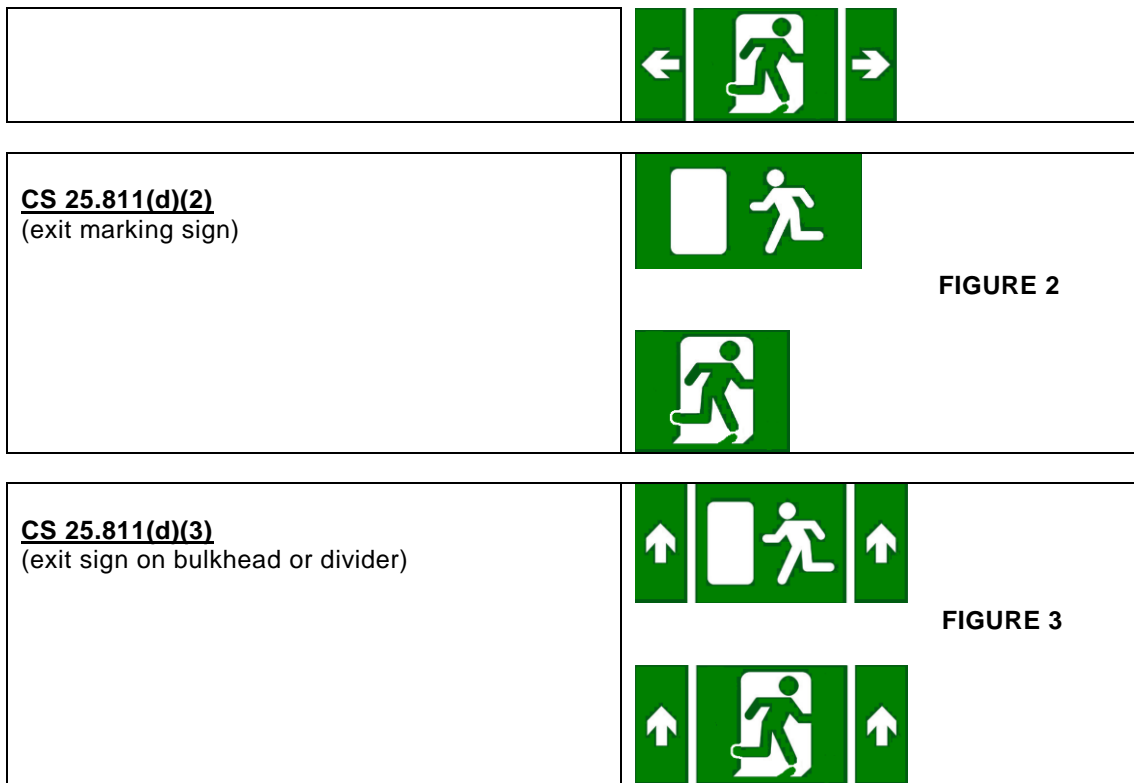 CS 25.811(d)(2)
(exit marking sign)
FIGURE 2
CS 25.811(d)(3)
(exit sign on bulkhead or divider)
FIGURE 3